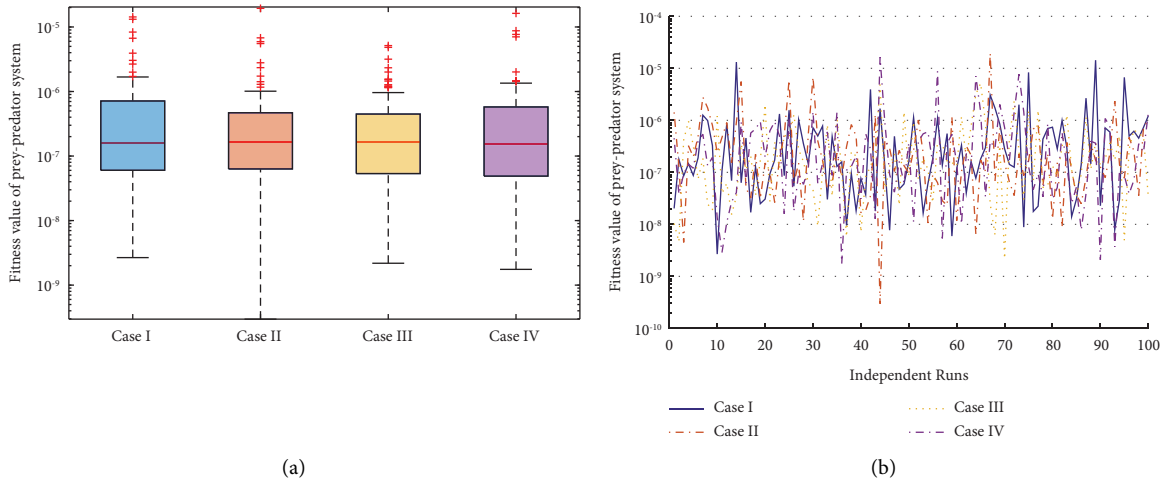 Fitness value of prey-predator system
10-5
10-6
10-7
10-8
10-9
Case I
Case II
Case III
Case IV
(a)
Fitness value of prey-predator system
10-4
10-5
10-6
10-7
10-8
10-9
10-10
0
10
20
30
40
50
60
70
80
90
100
Independent Runs
Case I
Case II
Case III
Case IV
(b)